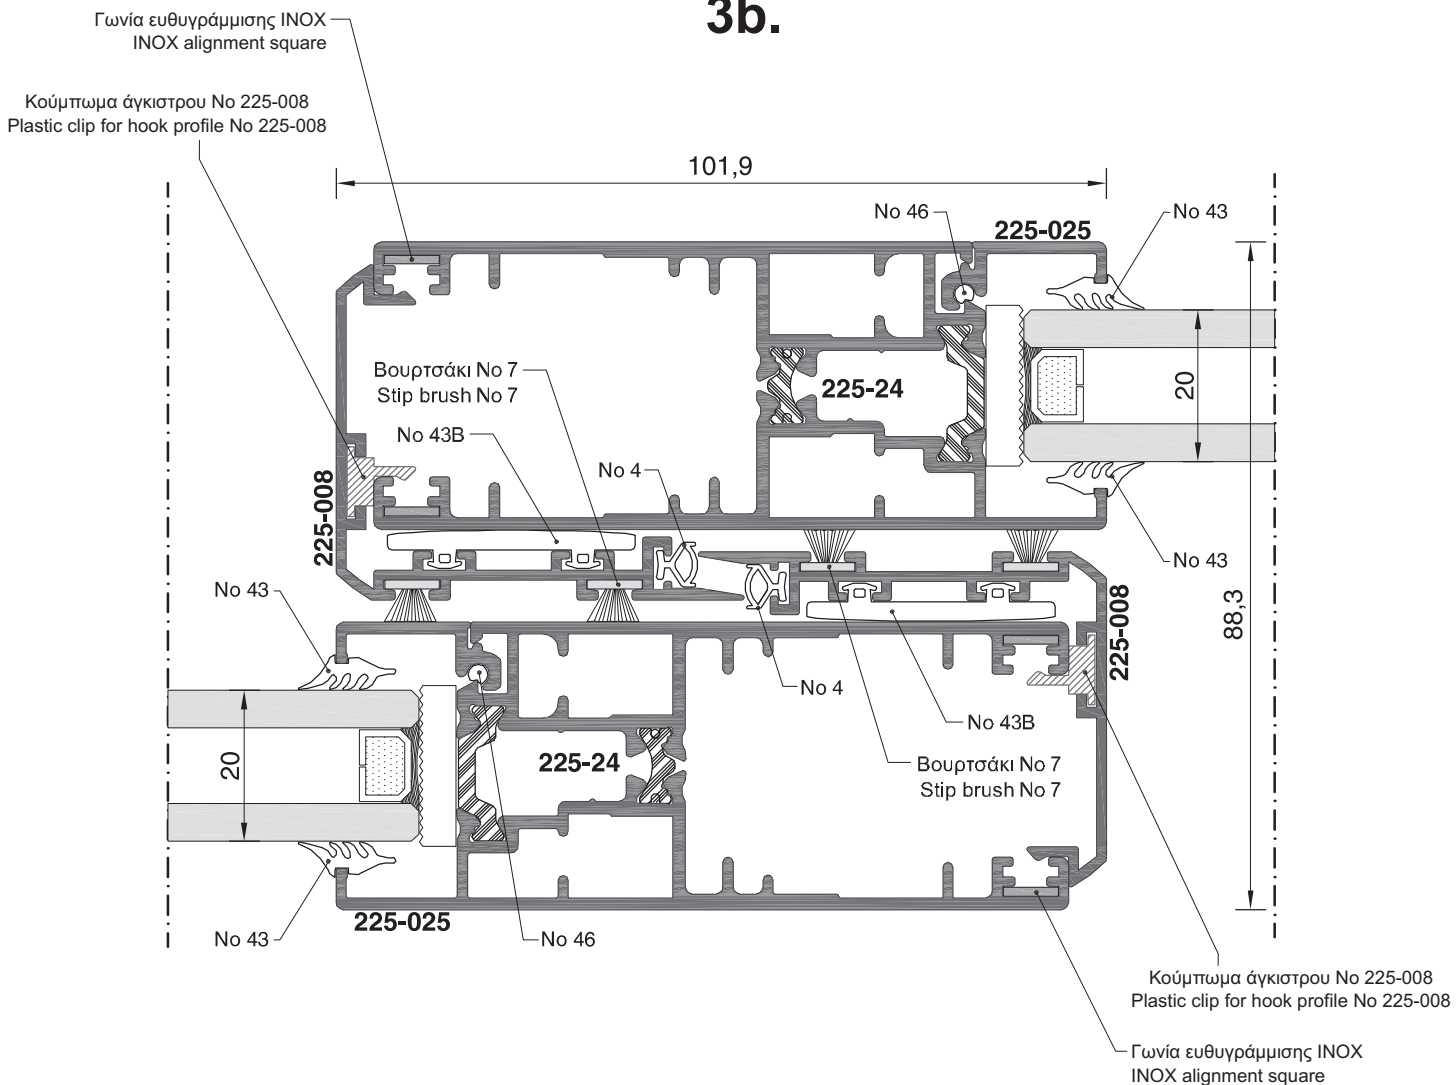 3b.
Γωνία ευθυγράμμισης INOX
INOX alignment square
Κούμπωμα άγκιστρου No 225-008
Plastic clip for hook profile No 225-008
101,9
No 46
225-025
No 43
Βουρτσάκι No 7
Stip brush No 7
225-24
20
No 43B
No 4
225-008
No 43
No 43
88,3
225-008
No 4
No 43B
20
225-24
Βουρτσάκι No 7
Stip brush No 7
225-025
No 43
No 46
Κούμπωμα άγκιστρου No 225-008
Plastic clip for hook profile No 225-008
Γωνία ευθυγράμμισης INOX
INOX alignment square